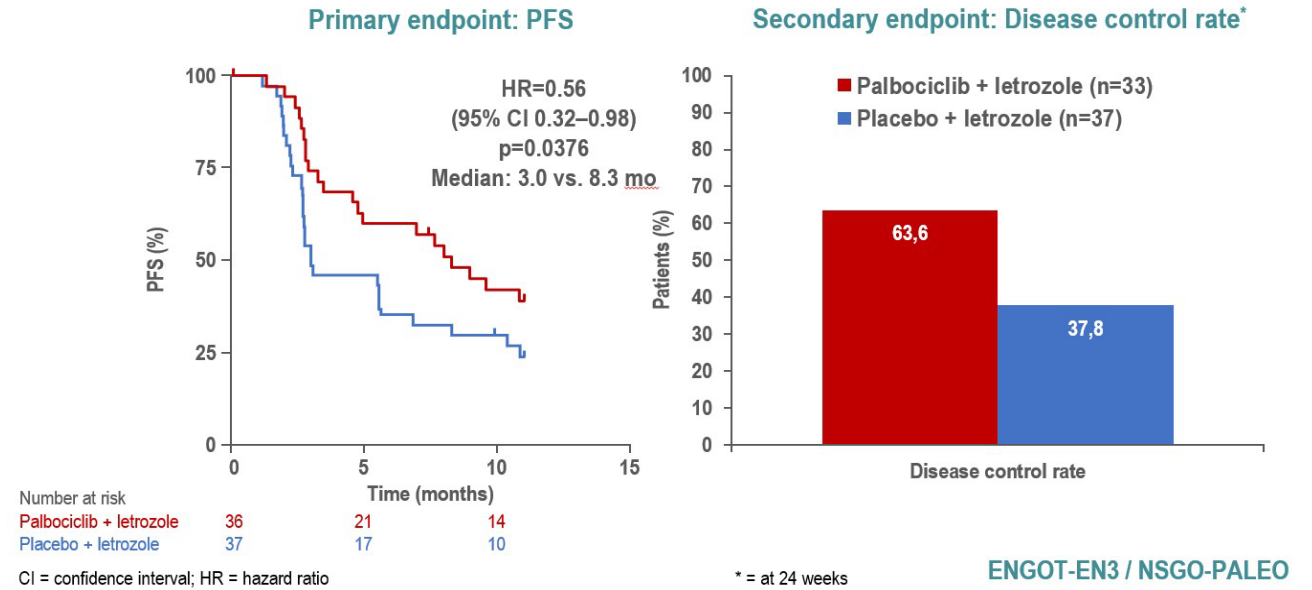 Primary endpoint: PFS
Secondary endpoint: Disease control rate*
PFS (%)
100
75
50
25
0
HR=0.56
(95% CI 0.32–0.98)
p=0.0376
Median: 3.0 vs. 8.3 mo
0
5
10
15
Time (months)
Number at risk
Palbociclib + letrozole 36 21 14
Placebo + letrozole 37 17 10
CI = confidence interval; HR = hazard ratio
Patients (%)
100
90
80
70
60
50
40
30
20
10
0
Palbociclib + letrozole (n=33)
Placebo + letrozole (n=37)
63,6
37,8
Disease control rate
* = at 24 weeks
ENGOT-EN3 / NSGO-PALEO